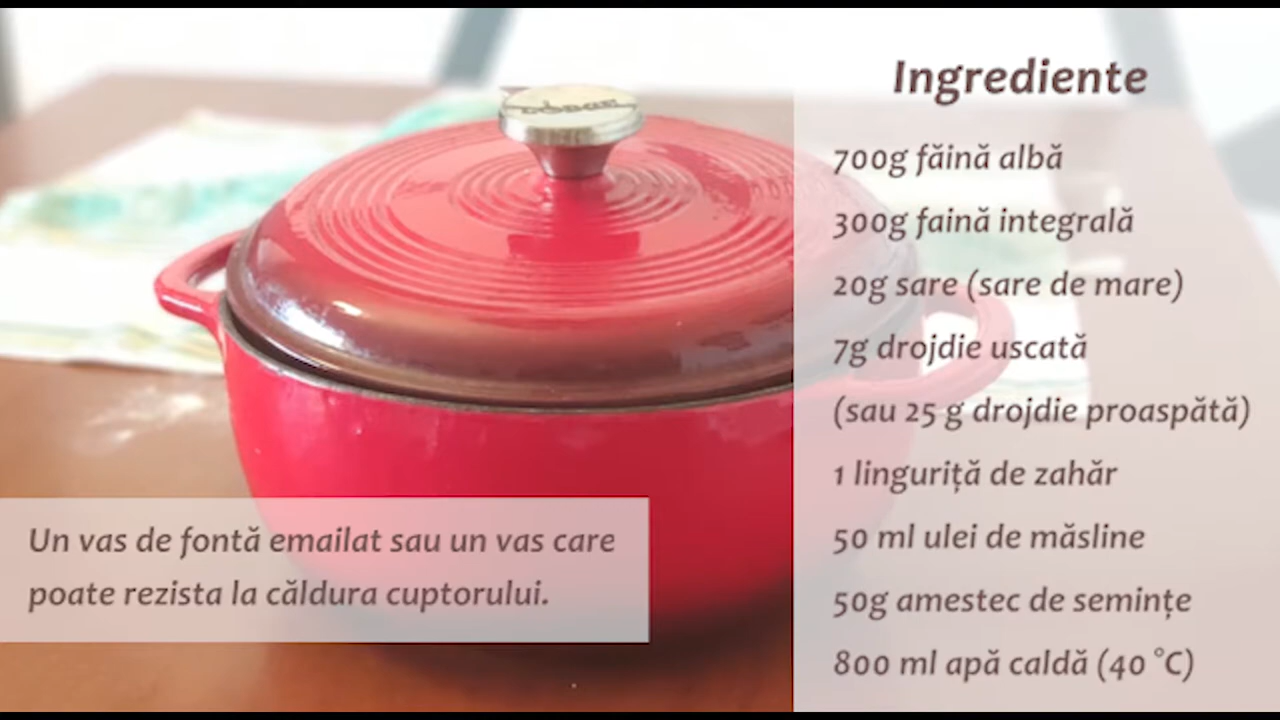 Ingrediente
700g făină albă
300g faină integrală
20g sare (sare de mare)
7g drojdie uscată
(sau 25 g drojdie proaspătă)
1 linguriță de zahăr
50 ml ulei de măsline
50g amestec de semințe
800 ml apă caldă (40 °C)
Un vas de fontă emailat sau un vas care
poate rezista la căldura cuptorului.